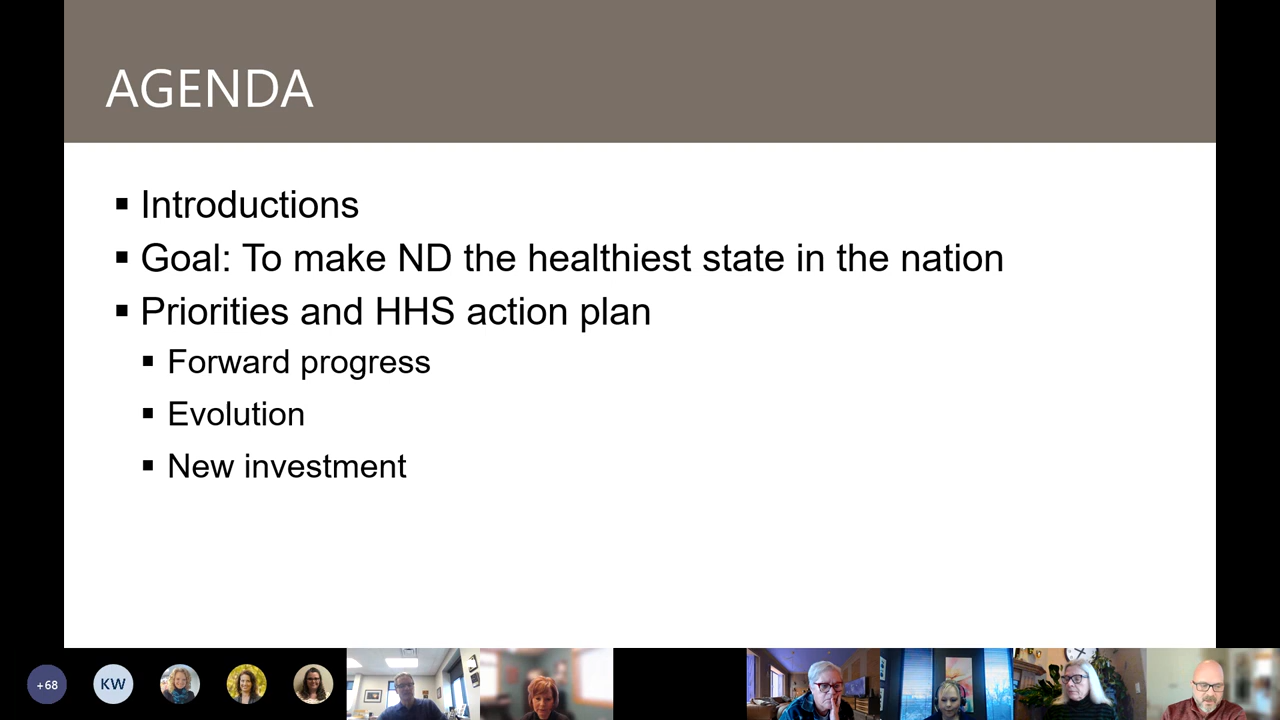 AGENDA
▪ Introductions
▪ Goal: To make ND the healthiest state in the nation
▪ Priorities and HHS action plan
▪ Forward progress
▪ Evolution
▪ New investment
+68
KW